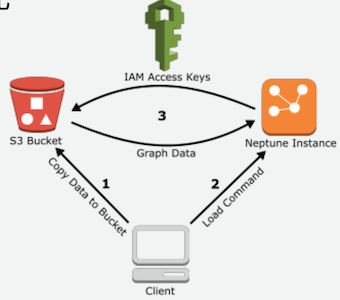 IAM Access Keys
3
S3 Bucket
Neptune Instance
Graph Data
1
2
Copy Data to Bucket
Load Command
Client